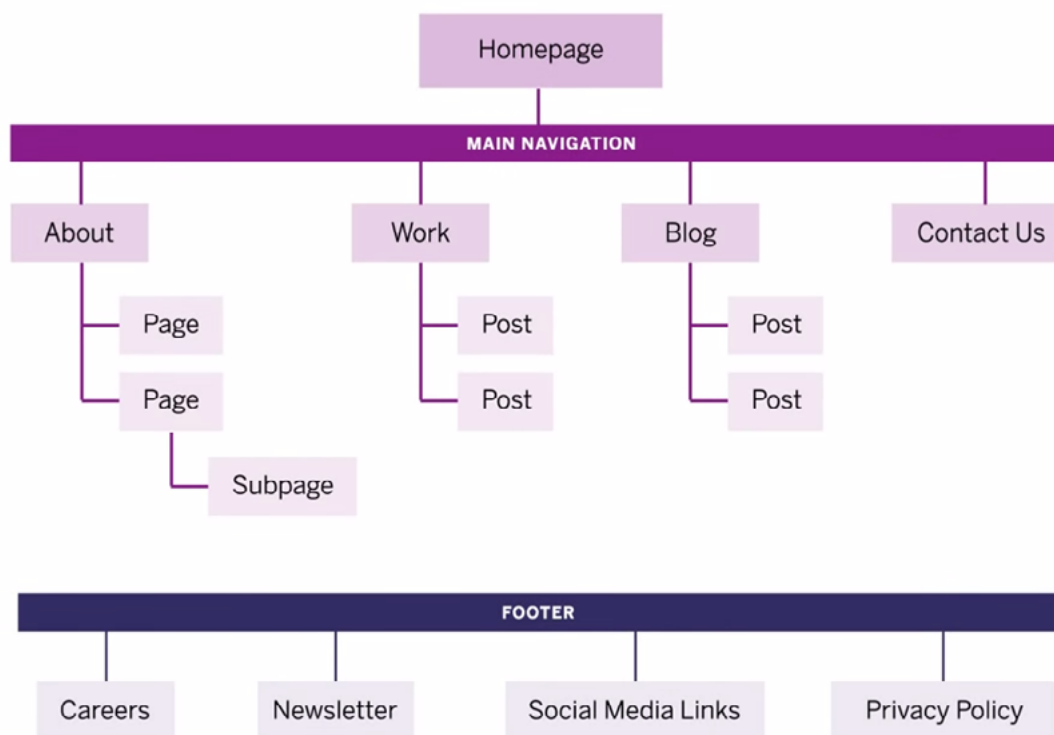 Homepage
MAIN NAVIGATION
About
Work
Blog
Contact Us
Page
Post
Post
Page
Post
Post
Subpage
FOOTER
Careers
Newsletter
Social Media Links
Privacy Policy